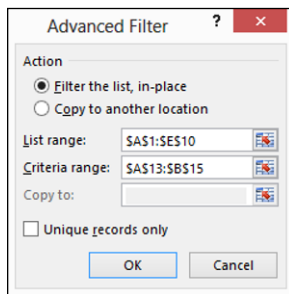 Advanced Filter ?
Action
Filter the list, in-place
Copy to another location
List range: $A$1:$E$10
Criteria range: $A$13:$B$15
Copy to:
Unique records only
OK Cancel